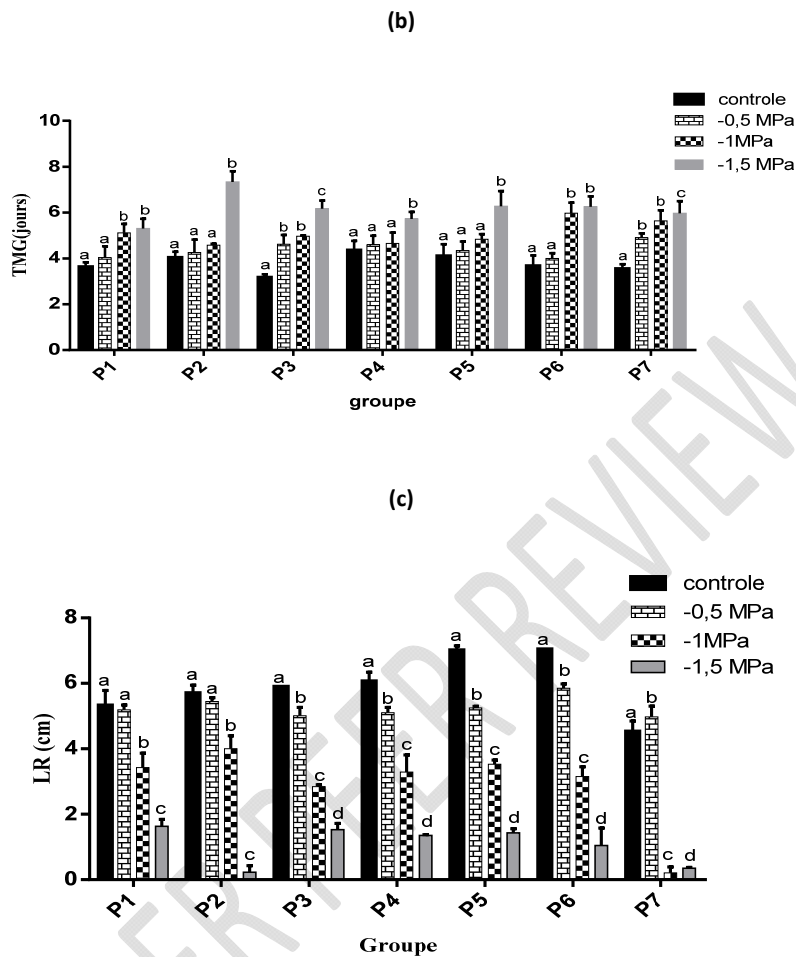 (b)
controle
-0,5 MPa
-1MPa
-1,5 MPa
10
8
6
4
2
0
TMG(jours)
a a b b
a a a b
a b b c
a a a b
a a a b
a a b b
a b b c
P1 P2 P3 P4 P5 P6 P7
groupe
(c)
controle
-0,5 MPa
-1MPa
-1,5 MPa
8
6
4
2
0
LR (cm)
a a b c
a a b c
a b c d
a b c d
a b c d
a b c d
a b c d
P1 P2 P3 P4 P5 P6 P7
Groupe
ER PEER REVIEW